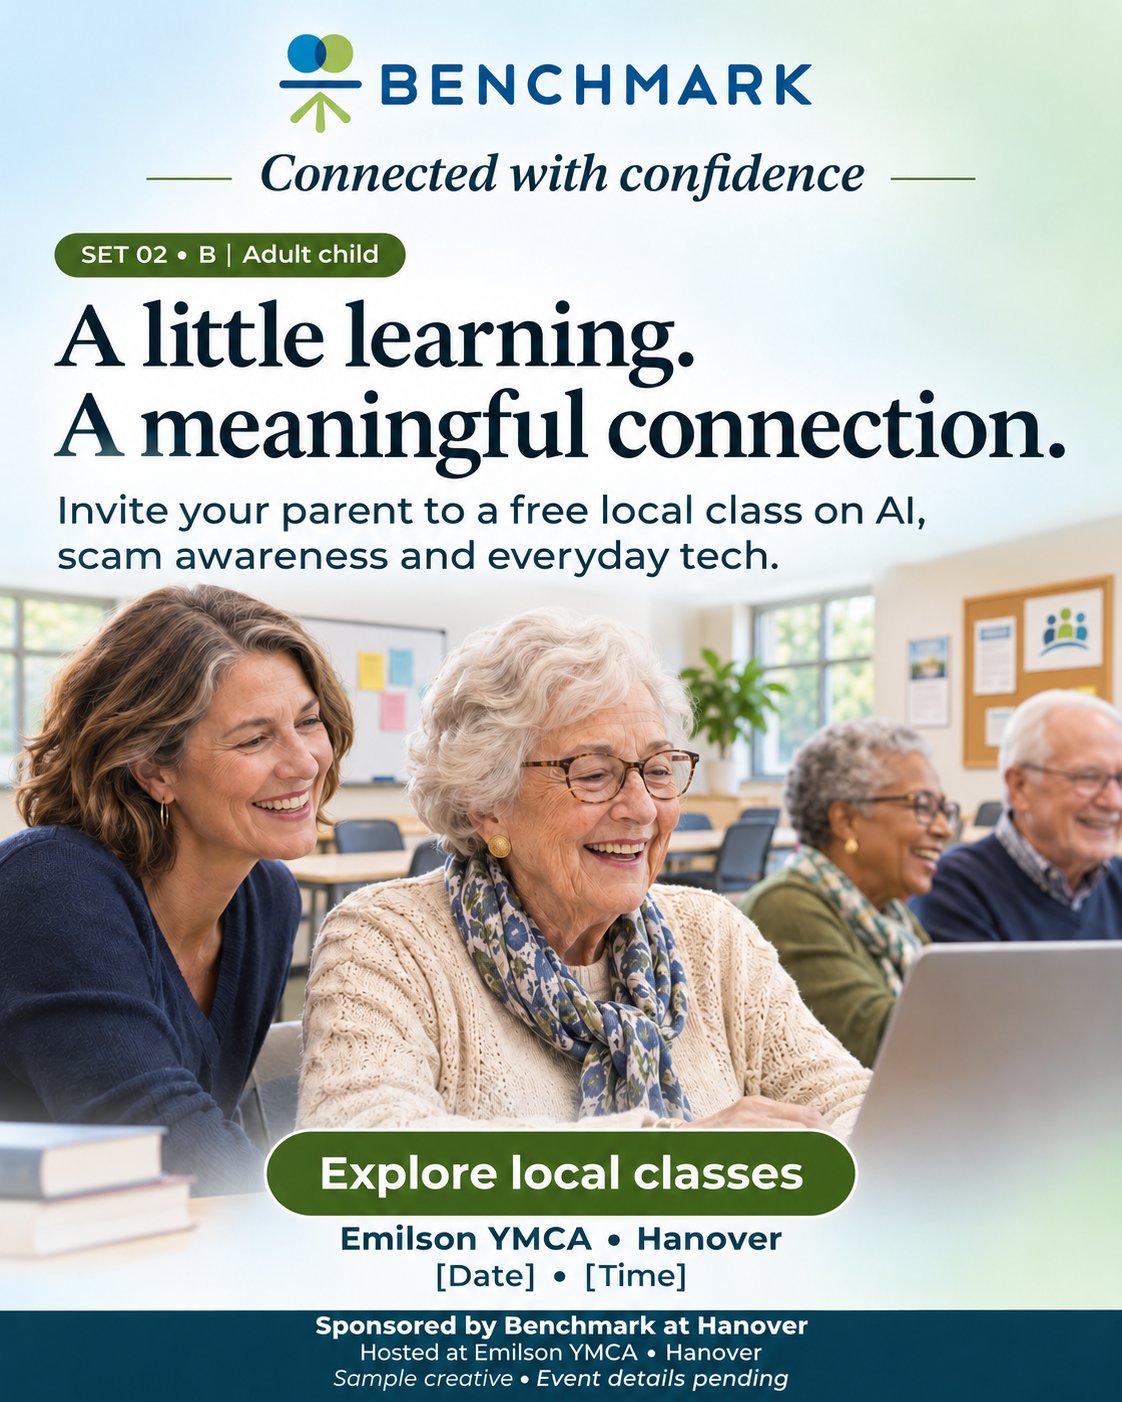 BENCHMARK
Connected with confidence
SET 02 • B | Adult child
A little learning.
A meaningful connection.
Invite your parent to a free local class on AI,
scam awareness and everyday tech.
Explore local classes
Emilson YMCA • Hanover
[Date] • [Time]
Sponsored by Benchmark at Hanover
Hosted at Emilson YMCA • Hanover
Sample creative • Event details pending